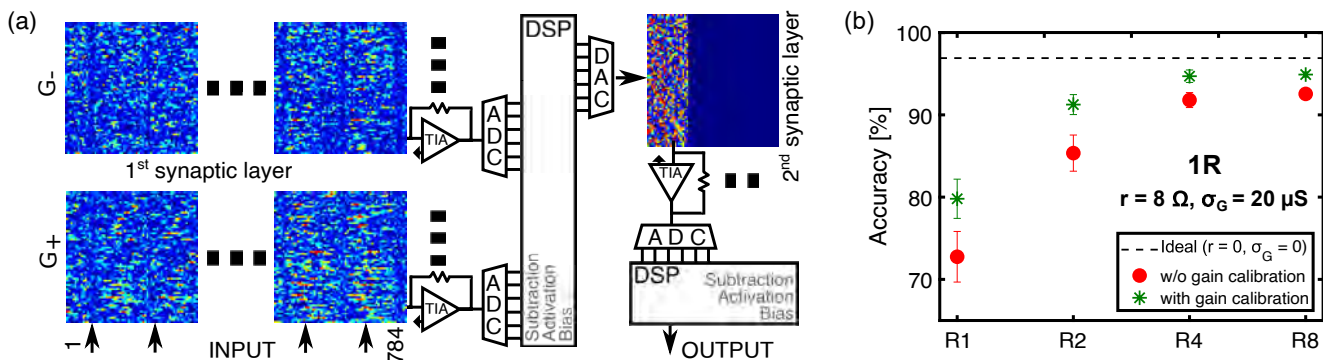 (a)
G-
G+
1st synaptic layer
1
INPUT
784
TIA
ADC
TIA
ADC
DSP
Subtraction
Activation
Bias
DAC
2nd synaptic layer
TIA
ADC
DSP
Subtraction
Activation
Bias
OUTPUT
(b)
Accuracy [%]
100
90
80
70
1R
r = 8 Ω, σG = 20 µS
Ideal (r = 0, σG = 0)
w/o gain calibration
with gain calibration
R1 R2 R4 R8